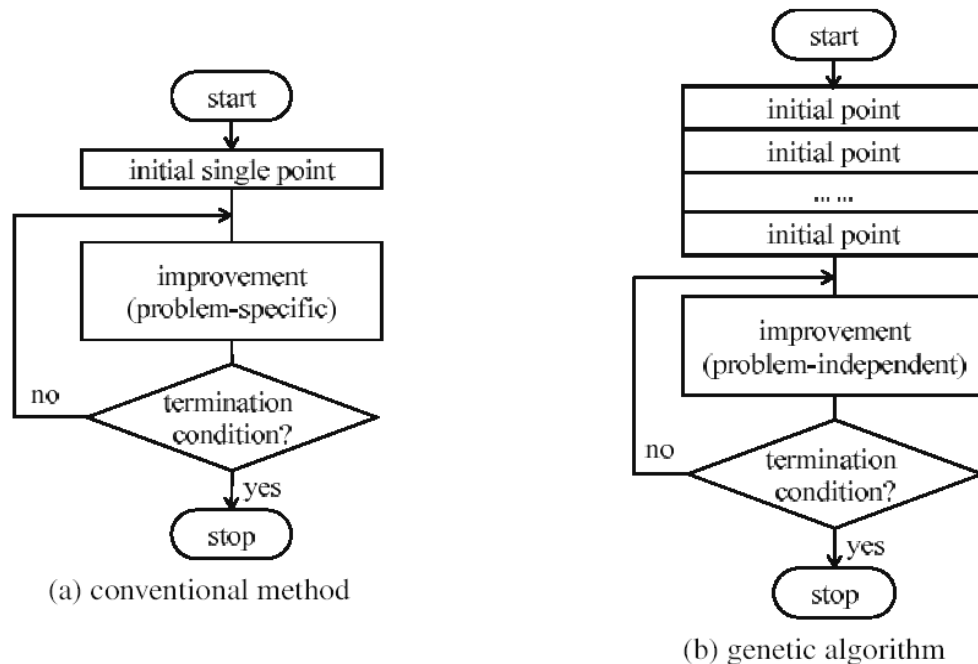 start
initial single point
improvement
(problem-specific)
no
termination
condition?
yes
stop
(a) conventional method
start
initial point
initial point
... ...
initial point
improvement
(problem-independent)
no
termination
condition?
yes
stop
(b) genetic algorithm